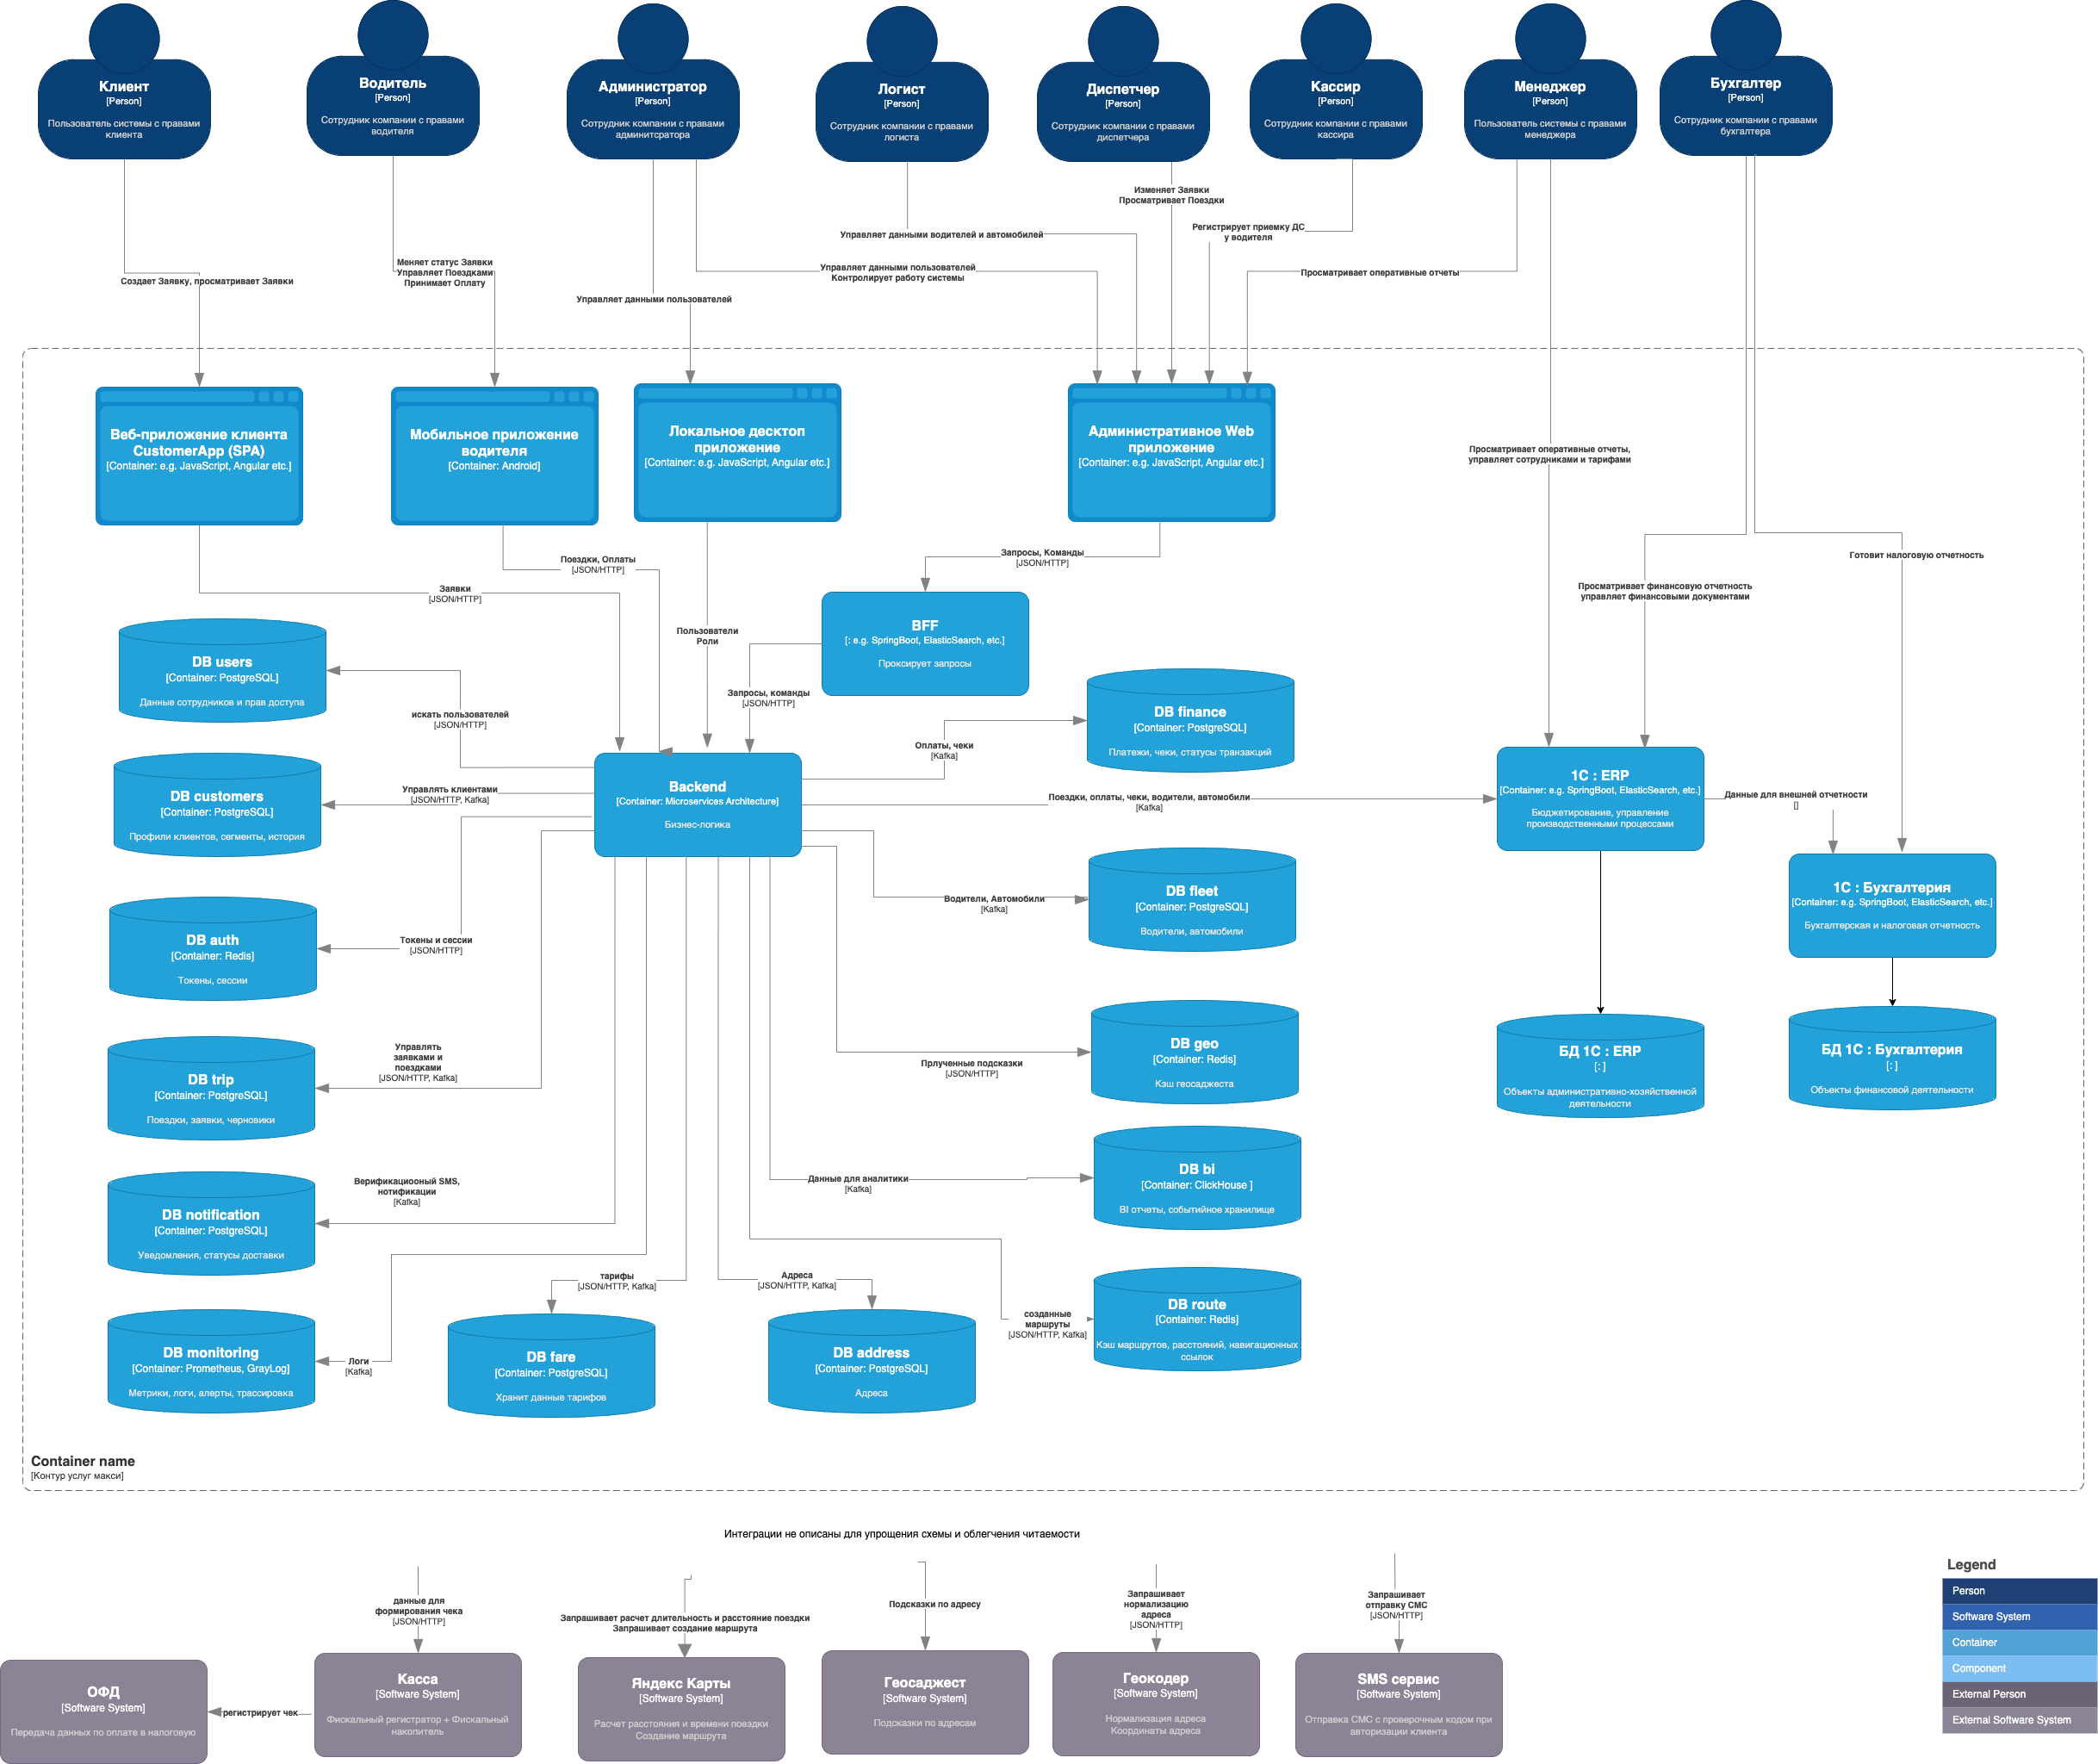 Клиент
[Person]
Пользователь системы с правами
клиента
Водитель
[Person]
Сотрудник компании с правами
водителя
Администратор
[Person]
Сотрудник компании с правами
админитсратора
Логист
[Person]
Сотрудник компании с правами
логиста
Диспетчер
[Person]
Сотрудник компании с правами
диспетчера
Кассир
[Person]
Сотрудник компании с правами
кассира
Менеджер
[Person]
Пользователь системы с правами
менеджера
Бухгалтер
[Person]
Сотрудник компании с правами
бухгалтера
Изменяет Заявки
Просматривает Поездки
Управляет данными водителей и автомобилей
Регистрирует приемку ДС
у водителя
Меняет статус Заявки
Управляет Поездками
Принимает Оплату
Управляет данными пользователей
Контролирует работу системы
Просматривает оперативные отчеты
Создает Заявку, просматривает Заявки
Управляет данными пользователей
Веб-приложение клиента
CustomerApp (SPA)
[Container: e.g. JavaScript, Angular etc.]
Мобильное приложение
водителя
[Container: Android]
Локальное десктоп
приложение
[Container: e.g. JavaScript, Angular etc.]
Административное Web
приложение
[Container: e.g. JavaScript, Angular etc.]
Просматривает оперативные отчеты,
управляет сотрудниками и тарифами
Поездки, Оплаты
[JSON/HTTP]
Запросы, Команды
[JSON/HTTP]
Готовит налоговую отчетность
Заявки
[JSON/HTTP]
Просматривает финансовую отчетность
управляет финансовыми документами
Пользователи
Роли
BFF
[: e.g. SpringBoot, ElasticSearch, etc.]
Проксирует запросы
DB users
[Container: PostgreSQL]
Данные сотрудников и прав доступа
Запросы, команды
[JSON/HTTP]
искать пользователей
[JSON/HTTP]
DB finance
[Container: PostgreSQL]
Платежи, чеки, статусы транзакций
Оплаты, чеки
[Kafka]
DB customers
[Container: PostgreSQL]
Профили клиентов, сегменты, история
Управлять клиентами
[JSON/HTTP, Kafka]
Backend
[Container: Microservices Architecture]
Бизнес-логика
Поездки, оплаты, чеки, водители, автомобили
[Kafka]
1С : ERP
[Container: e.g. SpringBoot, ElasticSearch, etc.]
Бюджетирование, управление
производственными процессами
Данные для внешней отчетности
[]
DB fleet
[Container: PostgreSQL]
Водители, автомобили
Водители, Автомобили
[Kafka]
1С : Бухгалтерия
[Container: e.g. SpringBoot, ElasticSearch, etc.]
Бухгалтерская и налоговая отчетность
DB auth
[Container: Redis]
Токены, сессии
Токены и сессии
[JSON/HTTP]
DB geo
[Container: Redis]
Кэш геосаджеста
Прлученные подсказки
[JSON/HTTP]
БД 1С : ERP
[: ]
Объекты административно-хозяйственной
деятельности
БД 1С : Бухгалтерия
[: ]
Объекты финансовой деятельности
Управлять
заявками и
поездками
[JSON/HTTP, Kafka]
DB trip
[Container: PostgreSQL]
Поездки, заявки, черновики
DB bi
[Container: ClickHouse ]
BI отчеты, событийное хранилище
Данные для аналитики
[Kafka]
Верификациооный SMS,
нотификации
[Kafka]
DB notification
[Container: PostgreSQL]
Уведомления, статусы доставки
тарифы
[JSON/HTTP, Kafka]
Адреса
[JSON/HTTP, Kafka]
созданные
маршруты
[JSON/HTTP, Kafka]
DB route
[Container: Redis]
Кэш маршрутов, расстояний, навигационных
ссылок
DB monitoring
[Container: Prometheus, GrayLog]
Метрики, логи, алерты, трассировка
Логи
[Kafka]
DB fare
[Container: PostgreSQL]
Хранит данные тарифов
DB address
[Container: PostgreSQL]
Адреса
Container name
[Контур услуг макси]
Интеграции не описаны для упрощения схемы и облегчения читаемости
данные для
формирования чека
[JSON/HTTP]
Запрашивает расчет длительность и расстояние поездки
Запрашивает создание маршрута
Подсказки по адресу
Запрашивает
нормализацию
адреса
[JSON/HTTP]
Запрашивает
отправку СМС
[JSON/HTTP]
ОФД
[Software System]
Передача данных по оплате в налоговую
регистрирует чек
Касса
[Software System]
Фискальный регистратор + Фискальный
накопитель
Яндекс Карты
[Software System]
Расчет расстояния и времени поездки
Создание маршрута
Геосаджест
[Software System]
Подсказки по адресам
Геокодер
[Software System]
Нормализация адреса
Координаты адреса
SMS сервис
[Software System]
Отправка СМС с проверочным кодом при
авторизации клиента
Legend
Person
Software System
Container
Component
External Person
External Software System